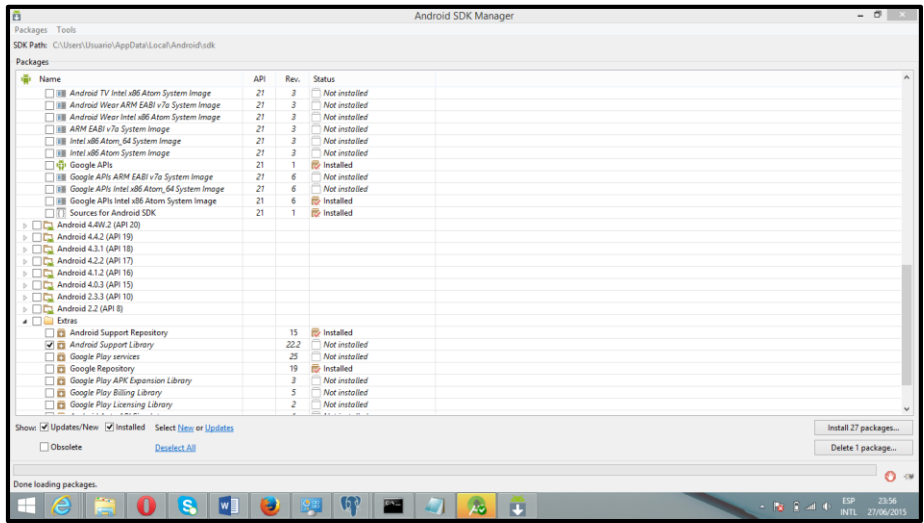 Android SDK Manager
Packages Tools
SDK Path: C:\Users\Usuario\AppData\Local\Android\sdk
Packages
Name API Rev. Status
Android TV Intel x86 Atom System Image 21 3 Not installed
Android Wear ARM EABI v7a System Image 21 3 Not installed
Android Wear Intel x86 Atom System Image 21 3 Not installed
ARM EABI v7a System Image 21 3 Not installed
Intel x86 Atom_64 System Image 21 3 Not installed
Intel x86 Atom System Image 21 3 Not installed
Google APIs 21 1 Installed
Google APIs ARM EABI v7a System Image 21 6 Not installed
Google APIs Intel x86 Atom_64 System Image 21 6 Not installed
Google APIs Intel x86 Atom System Image 21 6 Installed
Sources for Android SDK 21 1 Installed
Android 4.4W.2 (API 20)
Android 4.4.2 (API 19)
Android 4.3.1 (API 18)
Android 4.2.2 (API 17)
Android 4.1.2 (API 16)
Android 4.0.3 (API 15)
Android 2.3.3 (API 10)
Android 2.2 (API 8)
Extras
Android Support Repository 15 Installed
Android Support Library 22.2 Not installed
Google Play services 25 Not installed
Google Repository 19 Installed
Google Play APK Expansion Library 3 Not installed
Google Play Billing Library 5 Not installed
Google Play Licensing Library 2 Not installed
Show: Updates/New Installed Select New or Updates Install 27 packages...
Obsolete Deselect All Delete 1 package...
Done loading packages.
ESP 23:56
INTL 27/06/2015